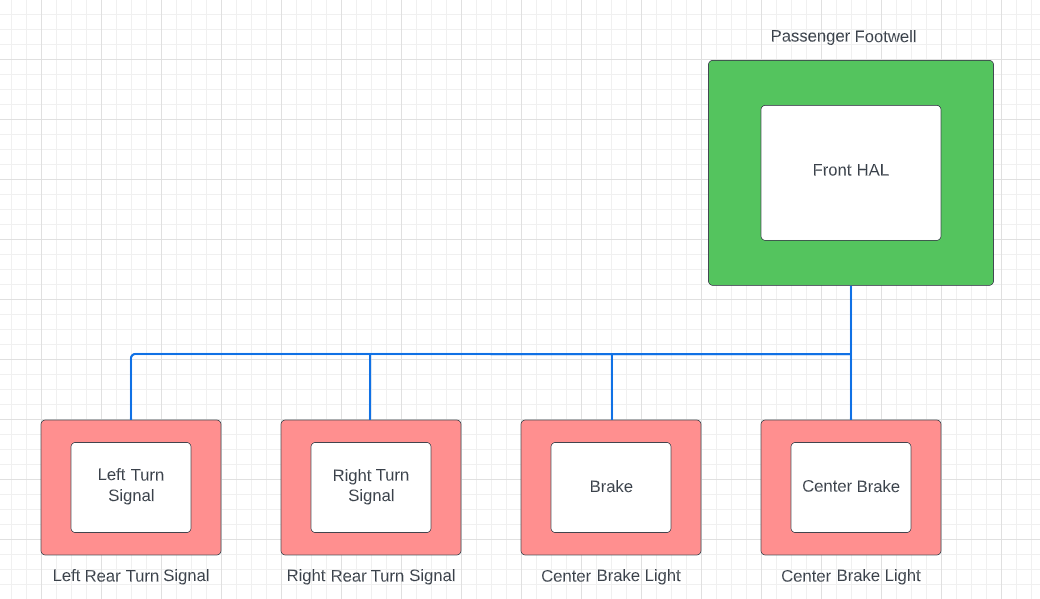 Passenger Footwell
Front HAL
Left Turn
Signal
Right Turn
Signal
Brake
Center Brake
Left Rear Turn Signal
Right Rear Turn Signal
Center Brake Light
Center Brake Light